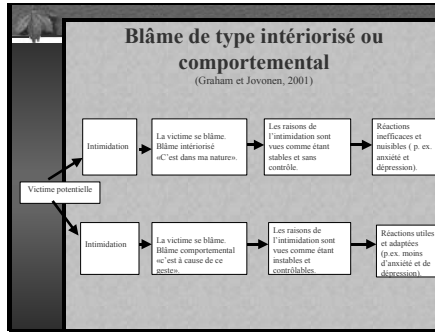 Blâme de type intériorisé ou
comportemental
(Graham et Jovonen, 2001)
Intimidation
La victime se blâme.
Blâme intériorisé
«C'est dans ma nature».
Les raisons de
l'intimidation sont
vues comme étant
stables et sans
contrôle.
Réactions
inefficaces et
nuisibles ( p. ex.
anxiété et
dépression).
Victime potentielle
Intimidation
La victime se blâme.
Blâme comportemental
«c'est à cause de ce
geste».
Les raisons de
l'intimidation sont
vues comme étant
instables et
contrôlables.
Réactions utiles
et adaptées
(p.ex. moins
d'anxiété et de
dépression).